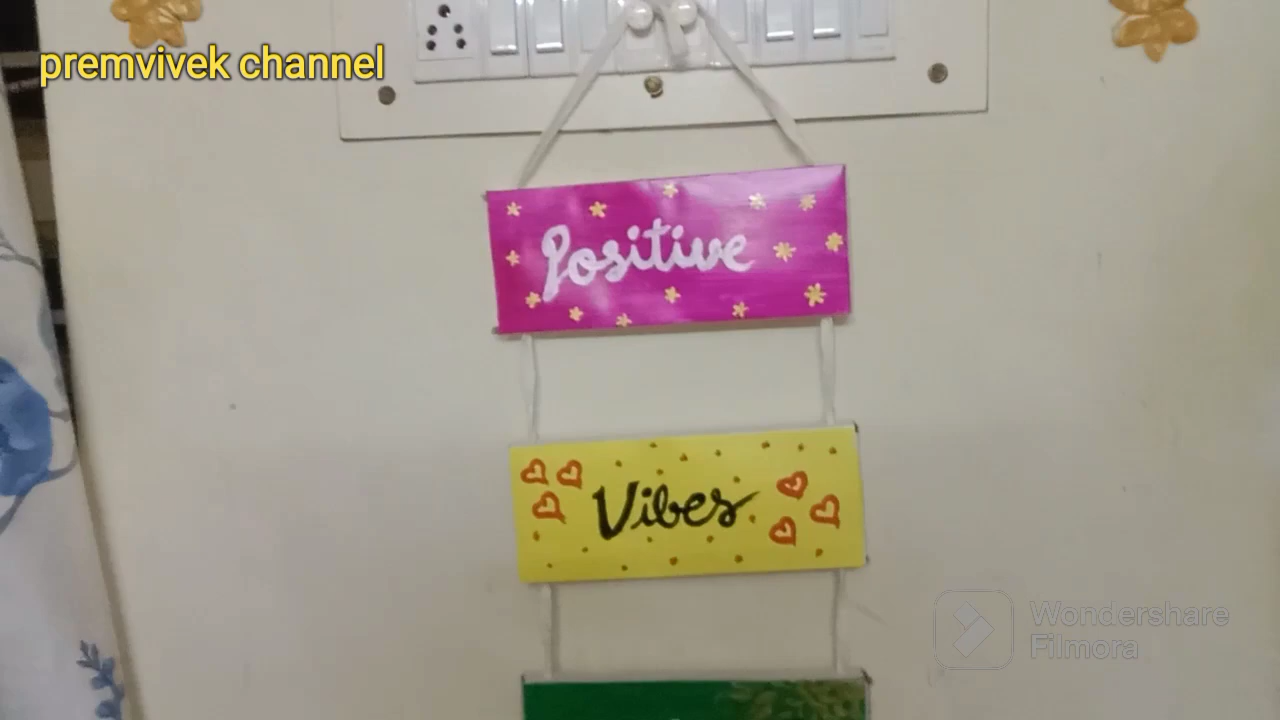 premvivek channel
Positive
Vibes
Wondershare
Filmora